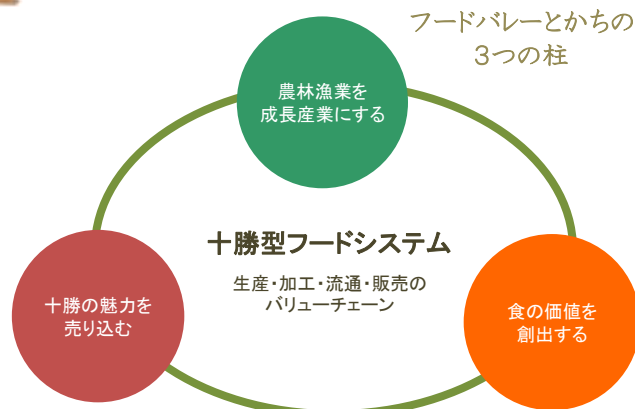 フードバレーとかちの
3つの柱
農林漁業を
成長産業にする
十勝型フードシステム
生産・加工・流通・販売の
バリューチェーン
十勝の魅力を
売り込む
食の価値を
創出する